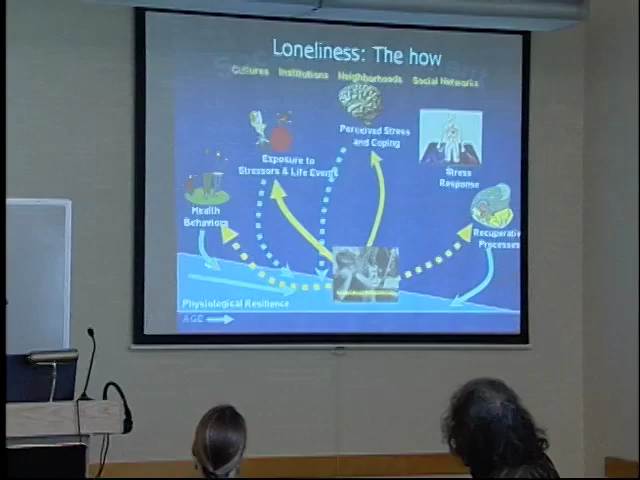 Loneliness: The how
Cultures Institutions Neighborhoods Social Networks
Perceived Stress
and Coping
Exposure to
Stressors & Life Events
Stress
Response
Health
Behaviors
Recuperative
Processes
Physiological Resilience
AGE